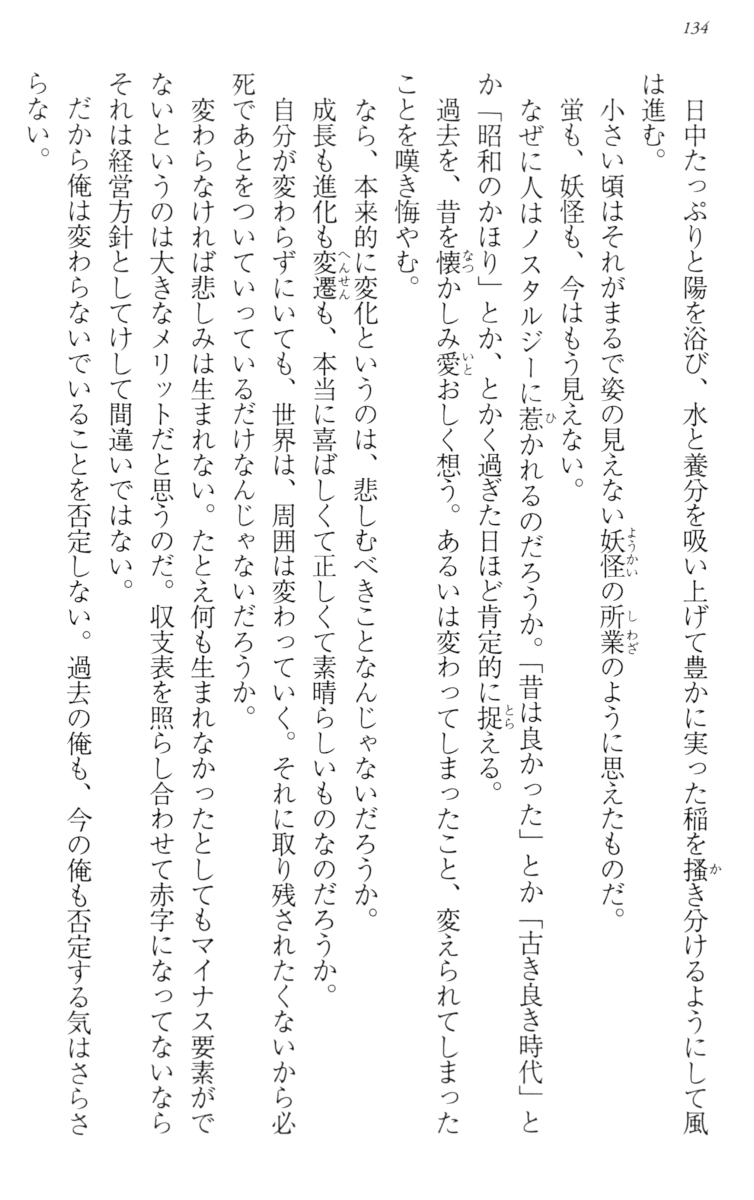 134
　日中たっぷりと陽を浴び、水と養分を吸い上げて豊かに実った稲を掻き分けるようにして風
は進む。
　小さい頃はそれがまるで姿の見えない妖怪の所業のように思えたものだ。
　蛍も、妖怪も、今はもう見えない。
　なぜに人はノスタルジーに惹かれるのだろうか。「昔は良かった」とか「古き良き時代」と
か「昭和のかほり」とか、とかく過ぎた日ほど肯定的に捉える。
　過去を、昔を懐かしみ愛おしく想う。あるいは変わってしまったこと、変えられてしまった
ことを嘆き悔やむ。
　なら、本来的に変化というのは、悲しむべきことなんじゃないだろうか。
　成長も進化も変遷も、本当に喜ばしくて正しくて素晴らしいものなのだろうか。
　自分が変わらずにいても、世界は、周囲は変わっていく。それに取り残されたくないから必
死であとをついていっているだけなんじゃないだろうか。
　変わらなければ悲しみは生まれない。たとえ何も生まれなかったとしてもマイナス要素がで
ないというのは大きなメリットだと思うのだ。収支表を照らし合わせて赤字になってないなら
それは経営方針としてけして間違いではない。
　だから俺は変わらないでいることを否定しない。過去の俺も、今の俺も否定する気はさらさ
らない。